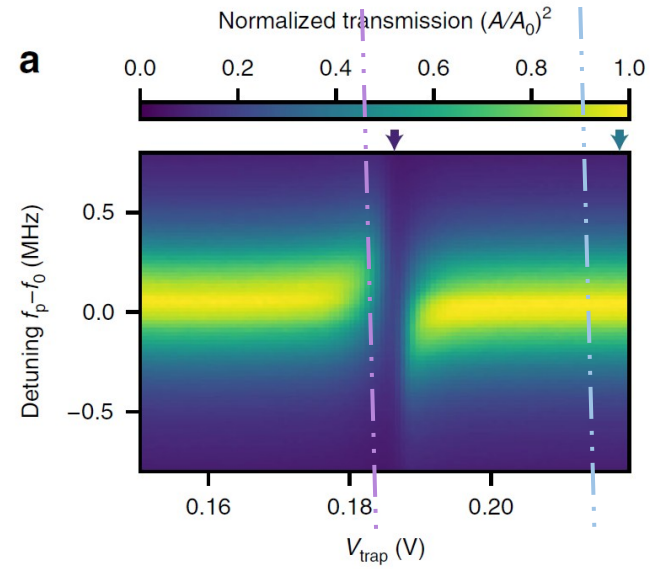 Normalized transmission (A/A₀)²
a
0.0 0.2 0.4 0.6 0.8 1.0
Detuning fₚ–f₀ (MHz)
0.5
0.0
−0.5
0.16 0.18 0.20
V_trap (V)